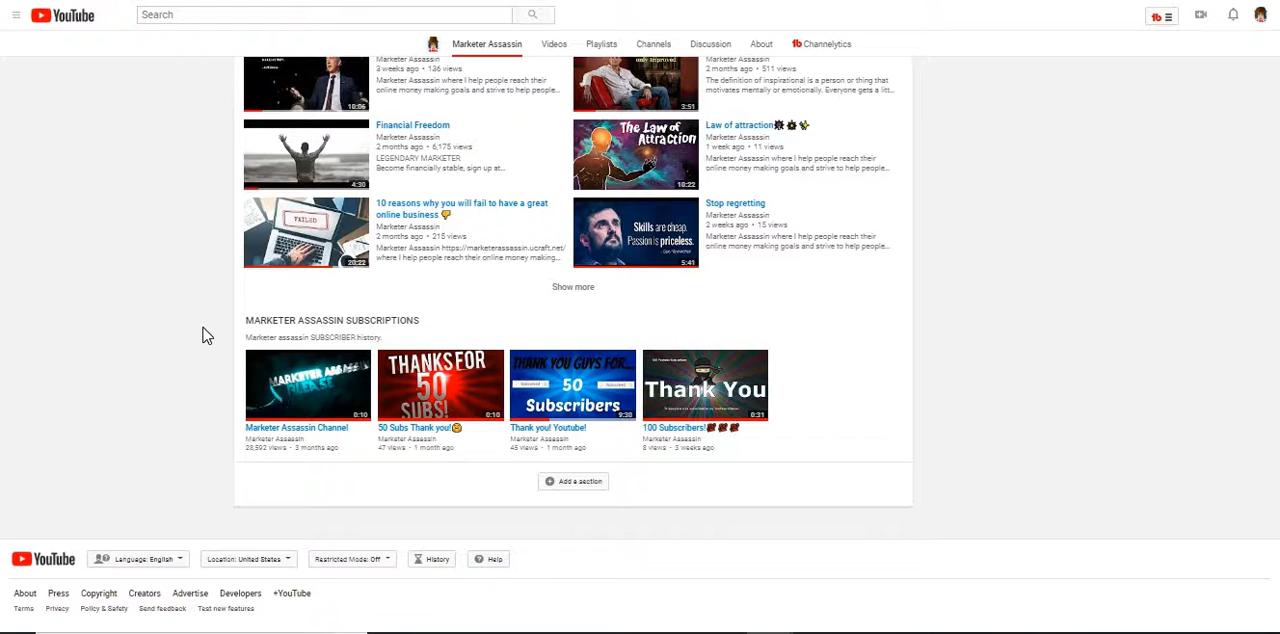 YouTube
Search
tb
Marketer Assassin Videos Playlists Channels Discussion About tb Channelytics
Marketer Assassin
3 weeks ago • 136 views
Marketer Assassin where I help people reach their
online money making goals and strive to help people...
10:06
only improved
3:51
Marketer Assassin
2 months ago • 511 views
The definition of inspirational is a person or thing that
motivates mentally or emotionally. Everyone gets a litt...
4:30
Financial Freedom
Marketer Assassin
2 months ago • 6,175 views
LEGENDARY MARKETER
Become financially stable, sign up at...
The Law of
Attraction
10:22
Law of attraction
Marketer Assassin
1 week ago • 11 views
Marketer Assassin where I help people reach their
online money making goals and strive to help people...
FAILED
20:22
10 reasons why you will fail to have a great
online business 👎
Marketer Assassin
2 months ago • 215 views
Marketer Assassin https://marketerassassin.ucraft.net/
where I help people reach their online money making...
Skills are cheap.
Passion is priceless.
5:41
Stop regretting
Marketer Assassin
2 weeks ago • 15 views
Marketer Assassin where I help people reach their
online money making goals and strive to help people...
Show more
MARKETER ASSASSIN SUBSCRIPTIONS
Marketer assassin SUBSCRIBER history.
MARKETER ASSASSIN
0:10
Marketer Assassin Channel
Marketer Assassin
28,592 views • 3 months ago
THANKS FOR
50
SUBS!
0:10
50 Subs Thank you!
Marketer Assassin
47 views • 1 month ago
THANK YOU GUYS FOR...
50
Subscribers
9:30
Thank you! Youtube!
Marketer Assassin
45 views • 1 month ago
Thank You
0:31
100 Subscribers!
Marketer Assassin
8 views • 3 weeks ago
Add a section
YouTube Language: English Location: United States Restricted Mode: Off History Help
About Press Copyright Creators Advertise Developers +YouTube
Terms Privacy Policy & Safety Send feedback Test new features